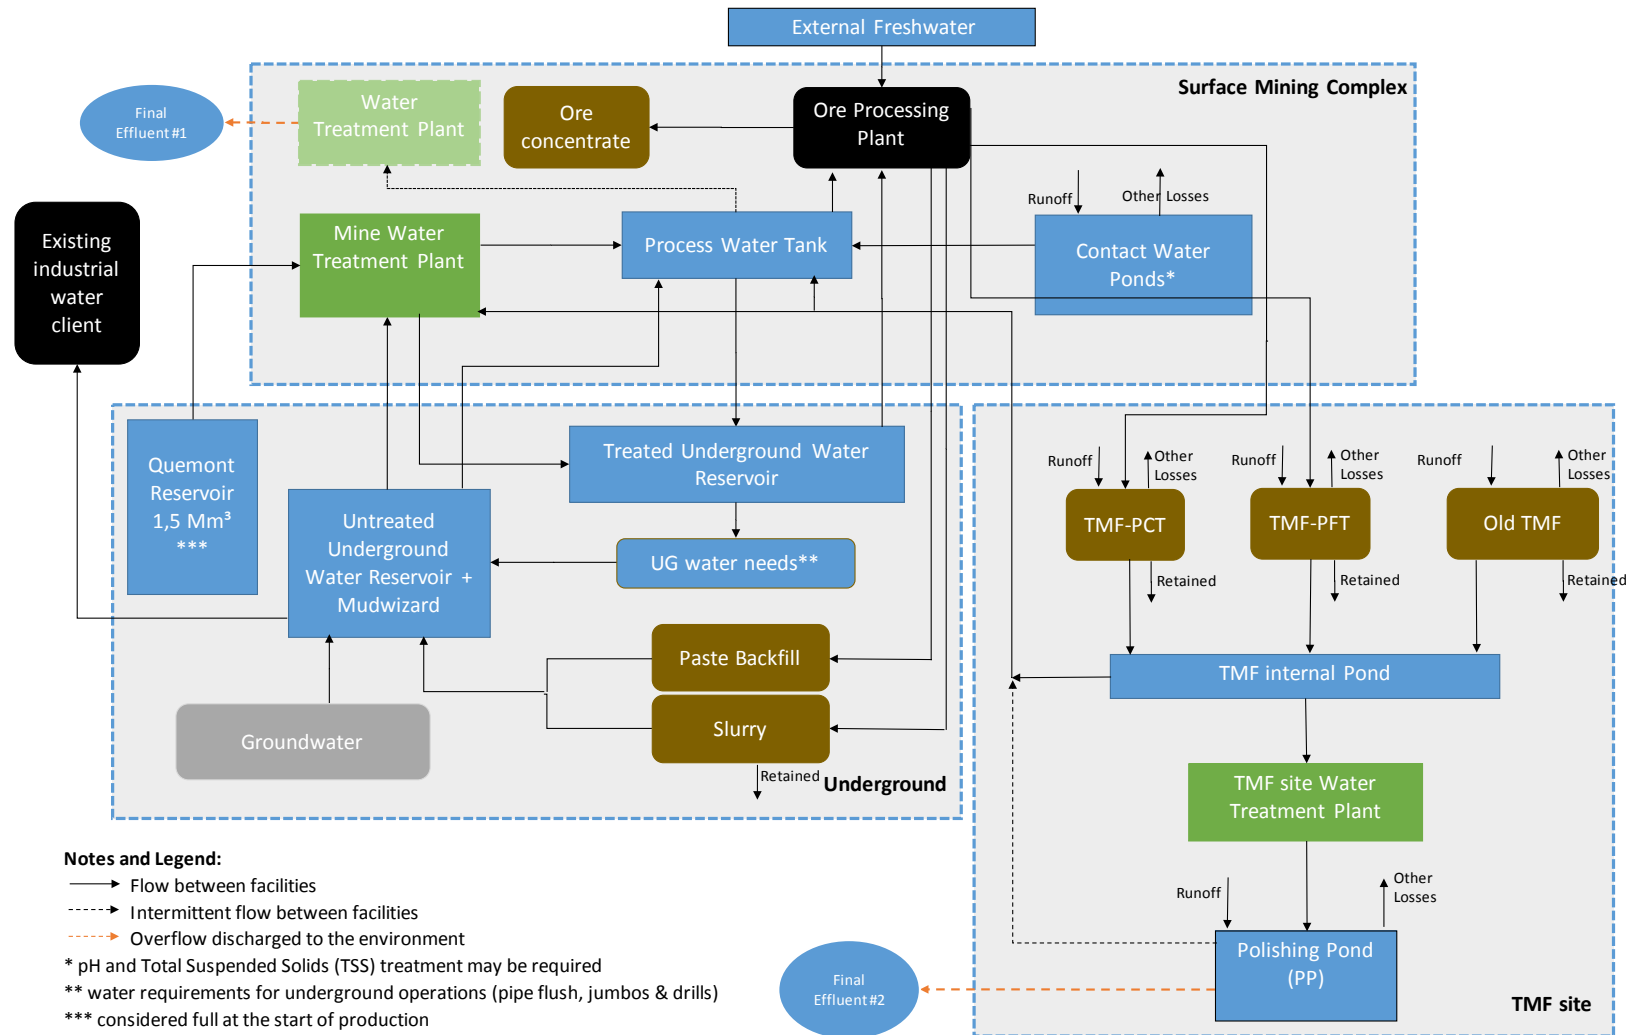 External Freshwater
Surface Mining Complex
Final
Effluent #1
Water
Treatment Plant
Ore
concentrate
Ore Processing
Plant
Runoff
Other Losses
Existing
industrial
water
client
Mine Water
Treatment Plant
Process Water Tank
Contact Water
Ponds*
Quemont
Reservoir
1,5 Mm³
***
Treated Underground Water
Reservoir
Untreated
Underground
Water Reservoir +
Mudwizard
UG water needs**
Paste Backfill
Slurry
Groundwater
Retained
Underground
Runoff
Other
Losses
Runoff
Other
Losses
Runoff
Other
Losses
TMF-PCT
TMF-PFT
Old TMF
Retained
Retained
Retained
TMF internal Pond
TMF site Water
Treatment Plant
Runoff
Other
Losses
Polishing Pond
(PP)
Final
Effluent #2
TMF site
Notes and Legend:
Flow between facilities
Intermittent flow between facilities
Overflow discharged to the environment
* pH and Total Suspended Solids (TSS) treatment may be required
** water requirements for underground operations (pipe flush, jumbos & drills)
*** considered full at the start of production